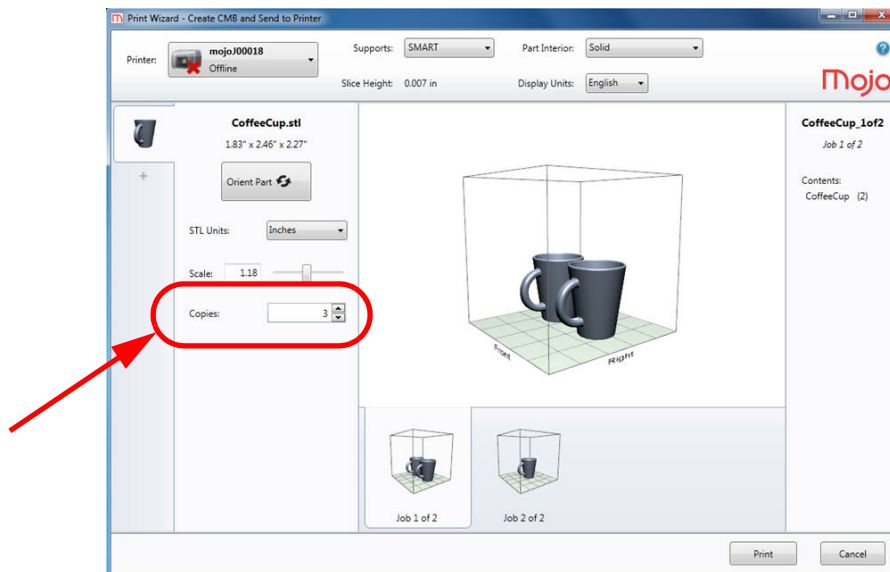 Print Wizard - Create CMB and Send to Printer
Printer: mojoJ00018
Offline
Supports: SMART
Part Interior: Solid
Slice Height: 0.007 in
Display Units: English
?
Mojo
CoffeeCup.stl
1.83" x 2.46" x 2.27"
Orient Part
STL Units: Inches
Scale: 1.18
Copies: 3
+
Front
Right
Job 1 of 2
Job 2 of 2
CoffeeCup_1of2
Job 1 of 2
Contents:
CoffeeCup (2)
Print
Cancel